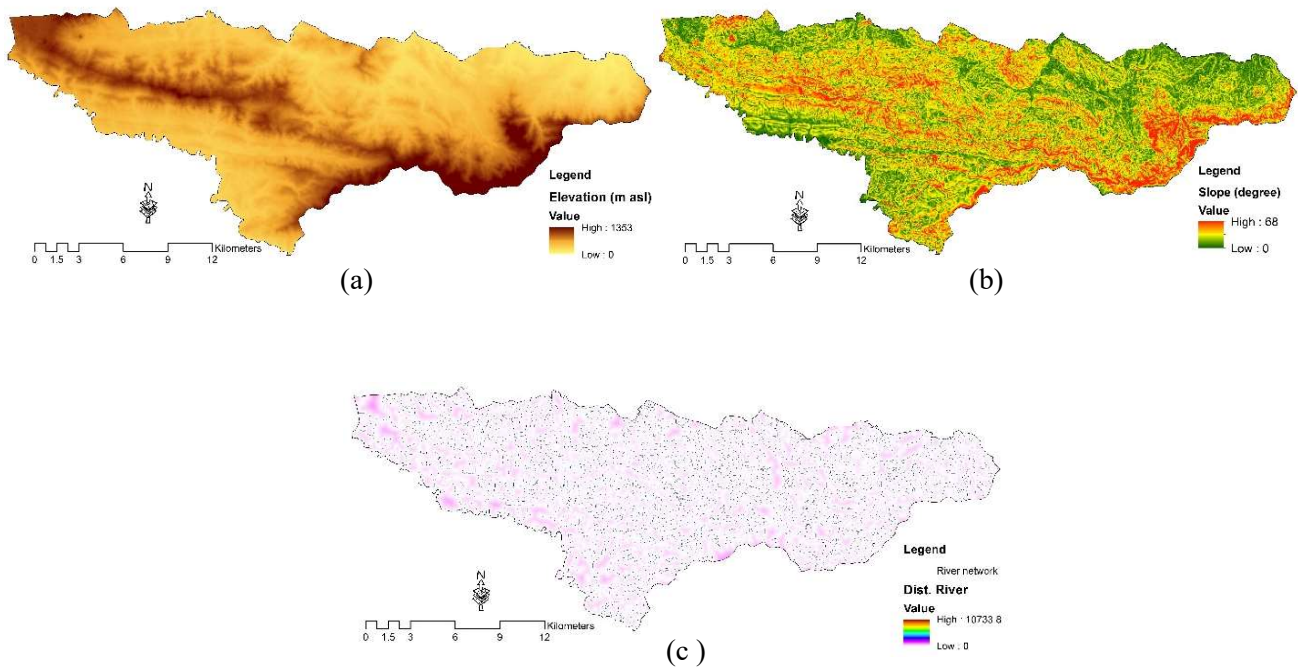 N
Legend
Elevation (m asl)
Value
High : 1353
Low : 0
Kilometers
0 1.5 3 6 9 12
(a)
N
Legend
Slope (degree)
Value
High : 68
Low : 0
Kilometers
0 1.5 3 6 9 12
(b)
N
Legend
River network
Dist. River
Value
High : 10733 8
Low : 0
Kilometers
0 1.5 3 6 9 12
(c )